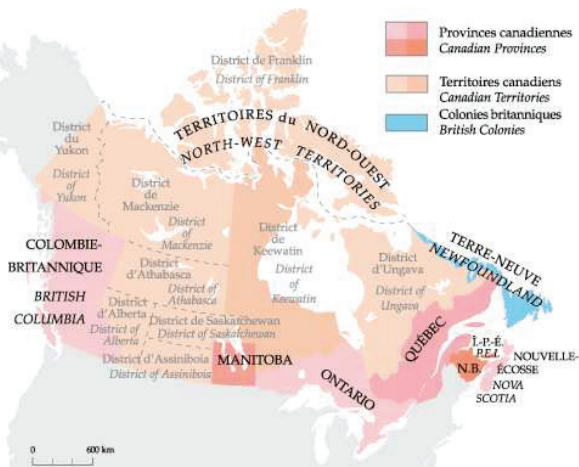 Provinces canadiennes
Canadian Provinces
Territoires canadiens
Canadian Territories
Colonies britanniques
British Colonies
District de Franklin
District of Franklin
TERRITOIRES du NORD-OUEST
NORTH-WEST TERRITORIES
District
du
Yukon
District
of
Yukon
District
de
Mackenzie
District
of
Mackenzie
District
de
Keewatin
District
of
Keewatin
District
d'Ungava
District of
Ungava
TERRE-NEUVE
NEWFOUNDLAND
COLOMBIE-
BRITANNIQUE
BRITISH
COLUMBIA
District
d'Athabasca
District of
Athabasca
District
d'Alberta
District of
Alberta
District de Saskatchewan
District of Saskatchewan
District d'Assiniboia
District of Assiniboia
MANITOBA
ONTARIO
QUÉBEC
Î.-P.-É.
P.E.I.
N.B.
NOUVELLE-
ÉCOSSE
NOVA
SCOTIA
0 600 km